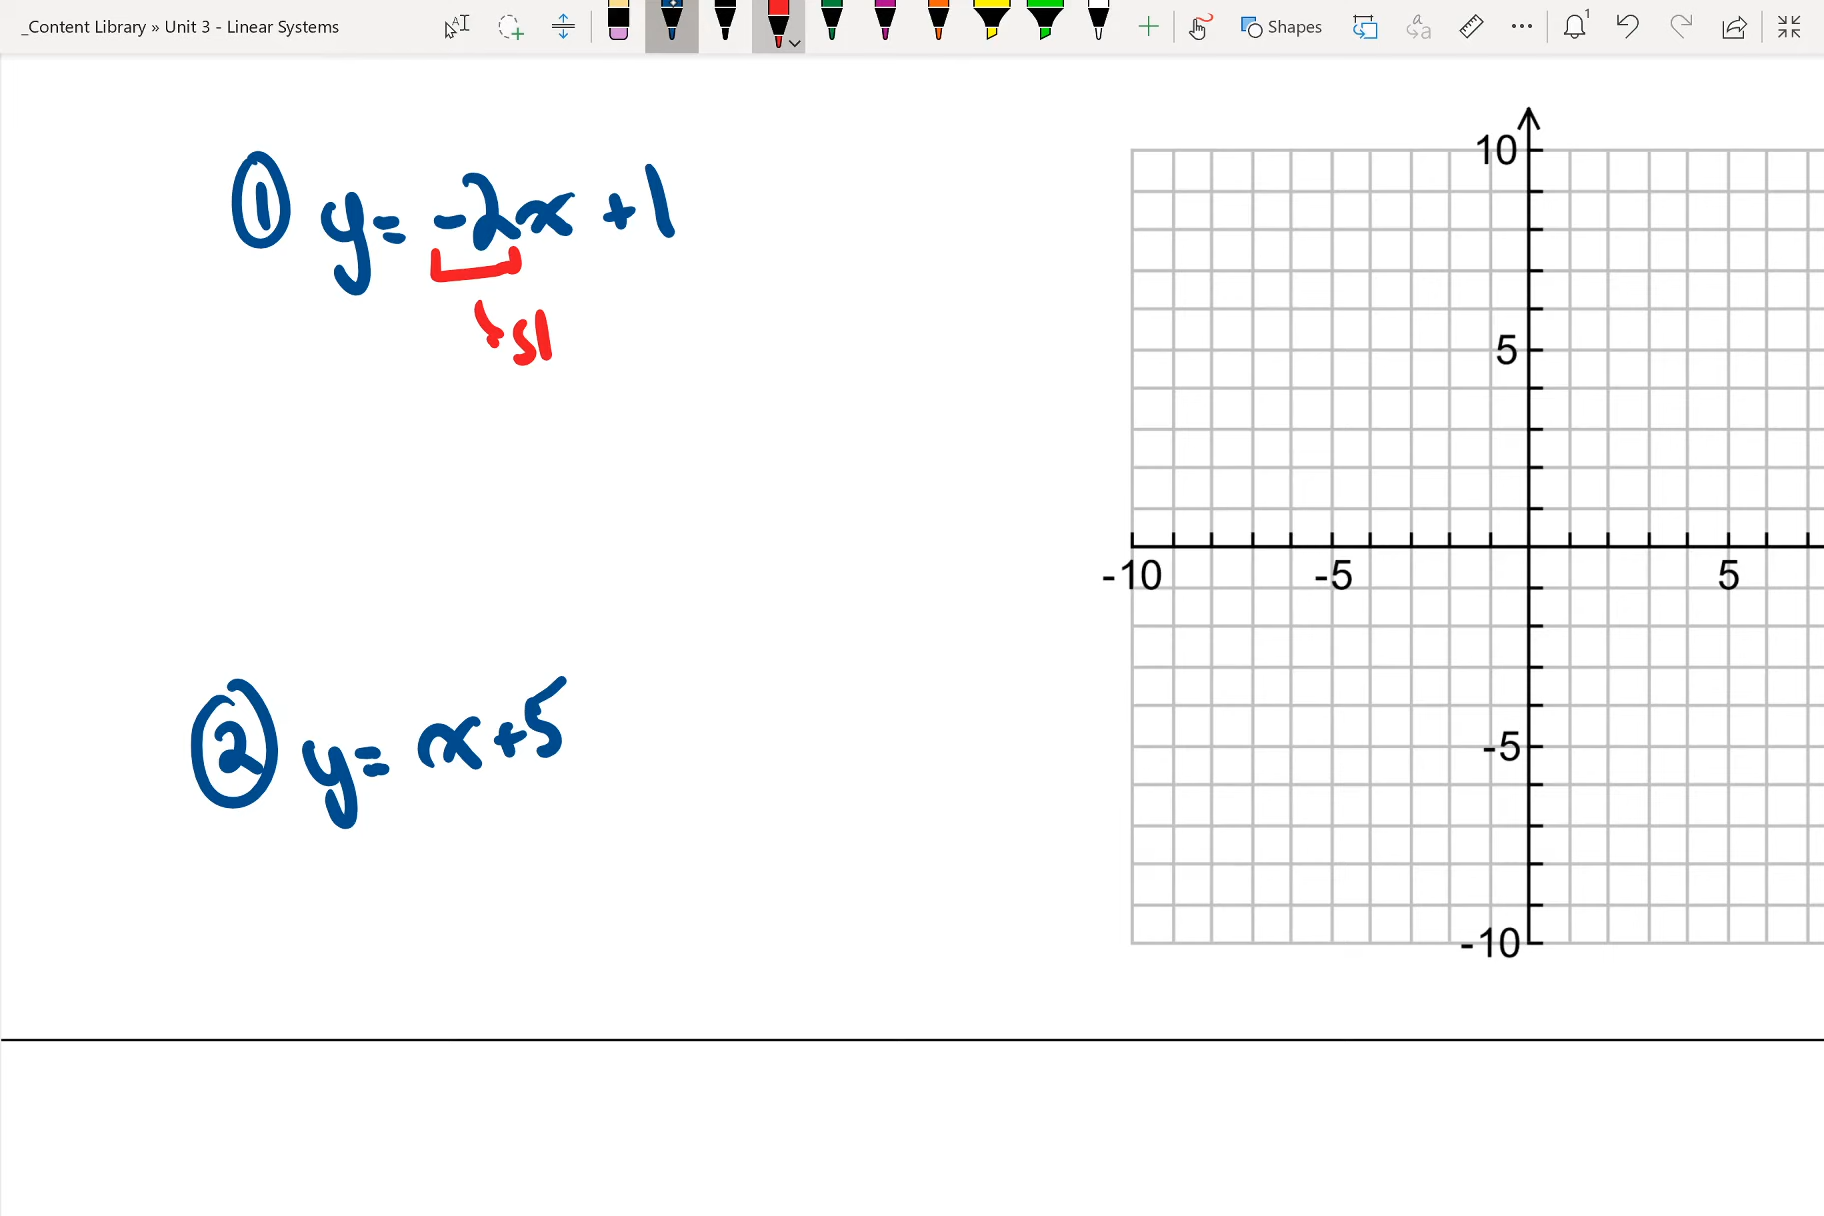 _Content Library » Unit 3 - Linear Systems
Shapes
1
① y = -2x + 1
sl
② y = x + 5
10
5
-10 -5 5
-5
-10